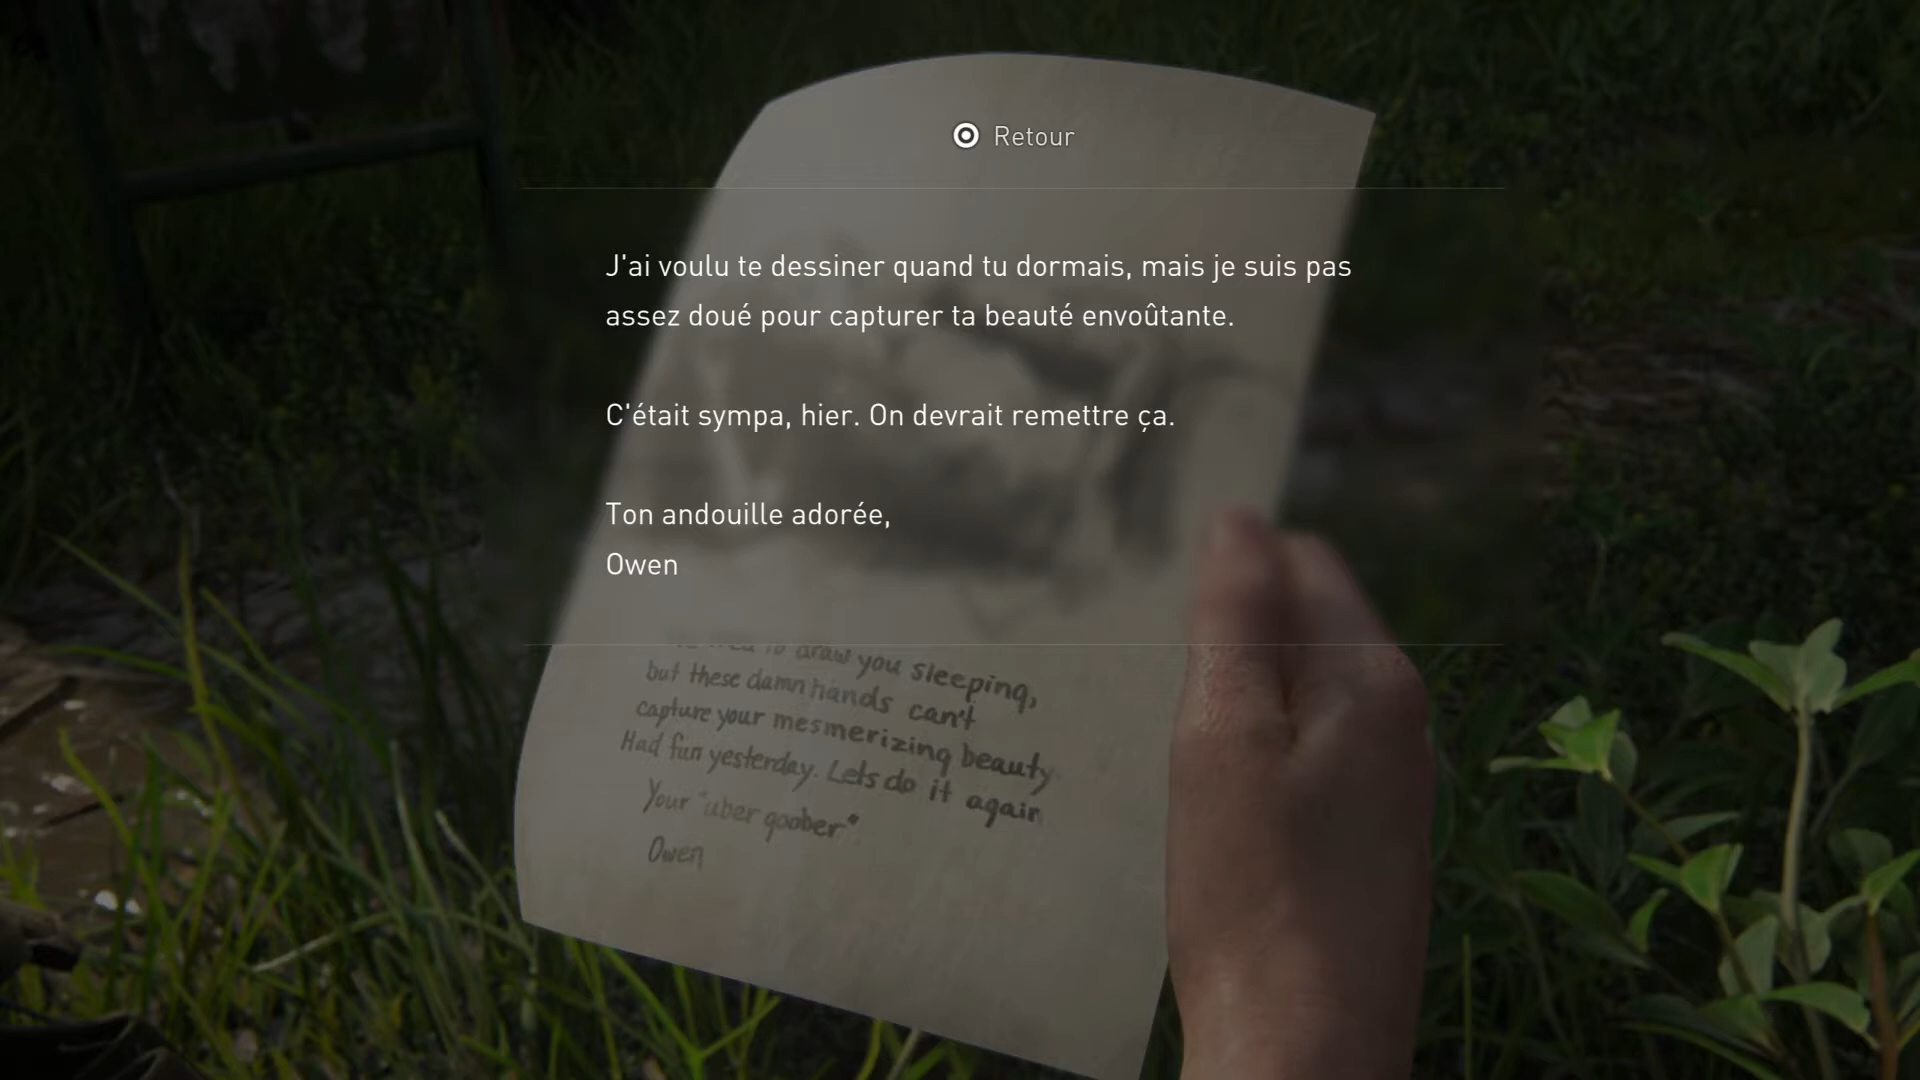 Retour
J'ai voulu te dessiner quand tu dormais, mais je suis pas
assez doué pour capturer ta beauté envoûtante.
C'était sympa, hier. On devrait remettre ça.
Ton andouille adorée,
Owen
to draw you sleeping,
but these damn hands can't
capture your mesmerizing beauty
Had fun yesterday. Lets do it again
Your "uber goober"
Owen